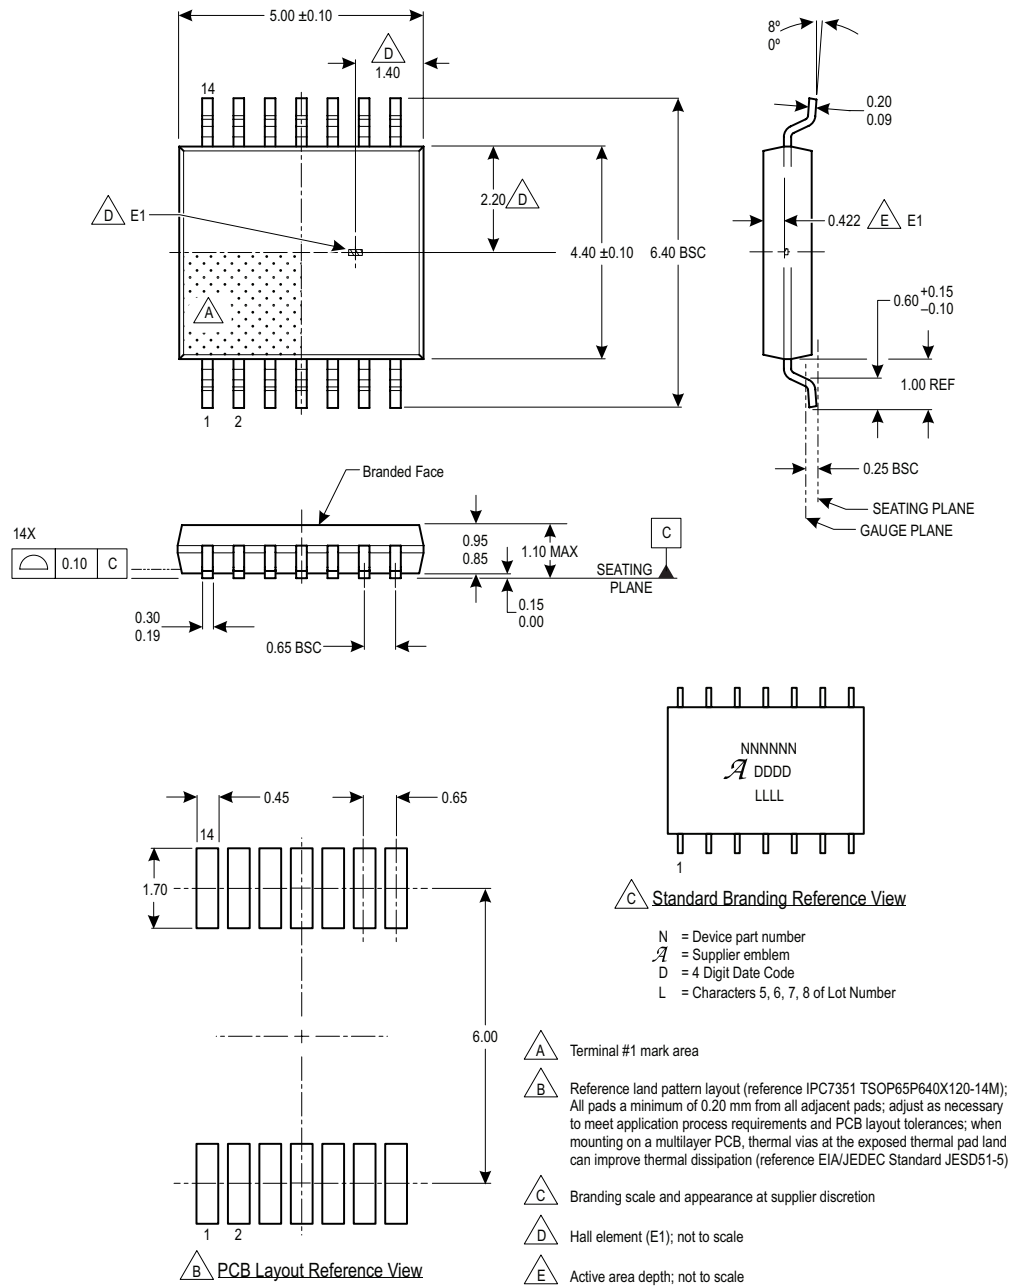 5.00 ±0.10
D
1.40
14
D E1
2.20 D
4.40 ±0.10
6.40 BSC
A
1 2
8º
0º
0.20
0.09
0.422 E E1
0.60 +0.15
–0.10
1.00 REF
0.25 BSC
SEATING PLANE
GAUGE PLANE
Branded Face
14X
0.10 C
0.95
0.85
1.10 MAX
C
SEATING
PLANE
0.15
0.00
0.30
0.19
0.65 BSC
NNNNNN
A DDDD
LLLL
1
C Standard Branding Reference View
N = Device part number
A = Supplier emblem
D = 4 Digit Date Code
L = Characters 5, 6, 7, 8 of Lot Number
0.45
0.65
14
1.70
6.00
1 2
B PCB Layout Reference View
A Terminal #1 mark area
B Reference land pattern layout (reference IPC7351 TSOP65P640X120-14M);
All pads a minimum of 0.20 mm from all adjacent pads; adjust as necessary
to meet application process requirements and PCB layout tolerances; when
mounting on a multilayer PCB, thermal vias at the exposed thermal pad land
can improve thermal dissipation (reference EIA/JEDEC Standard JESD51-5)
C Branding scale and appearance at supplier discretion
D Hall element (E1); not to scale
E Active area depth; not to scale